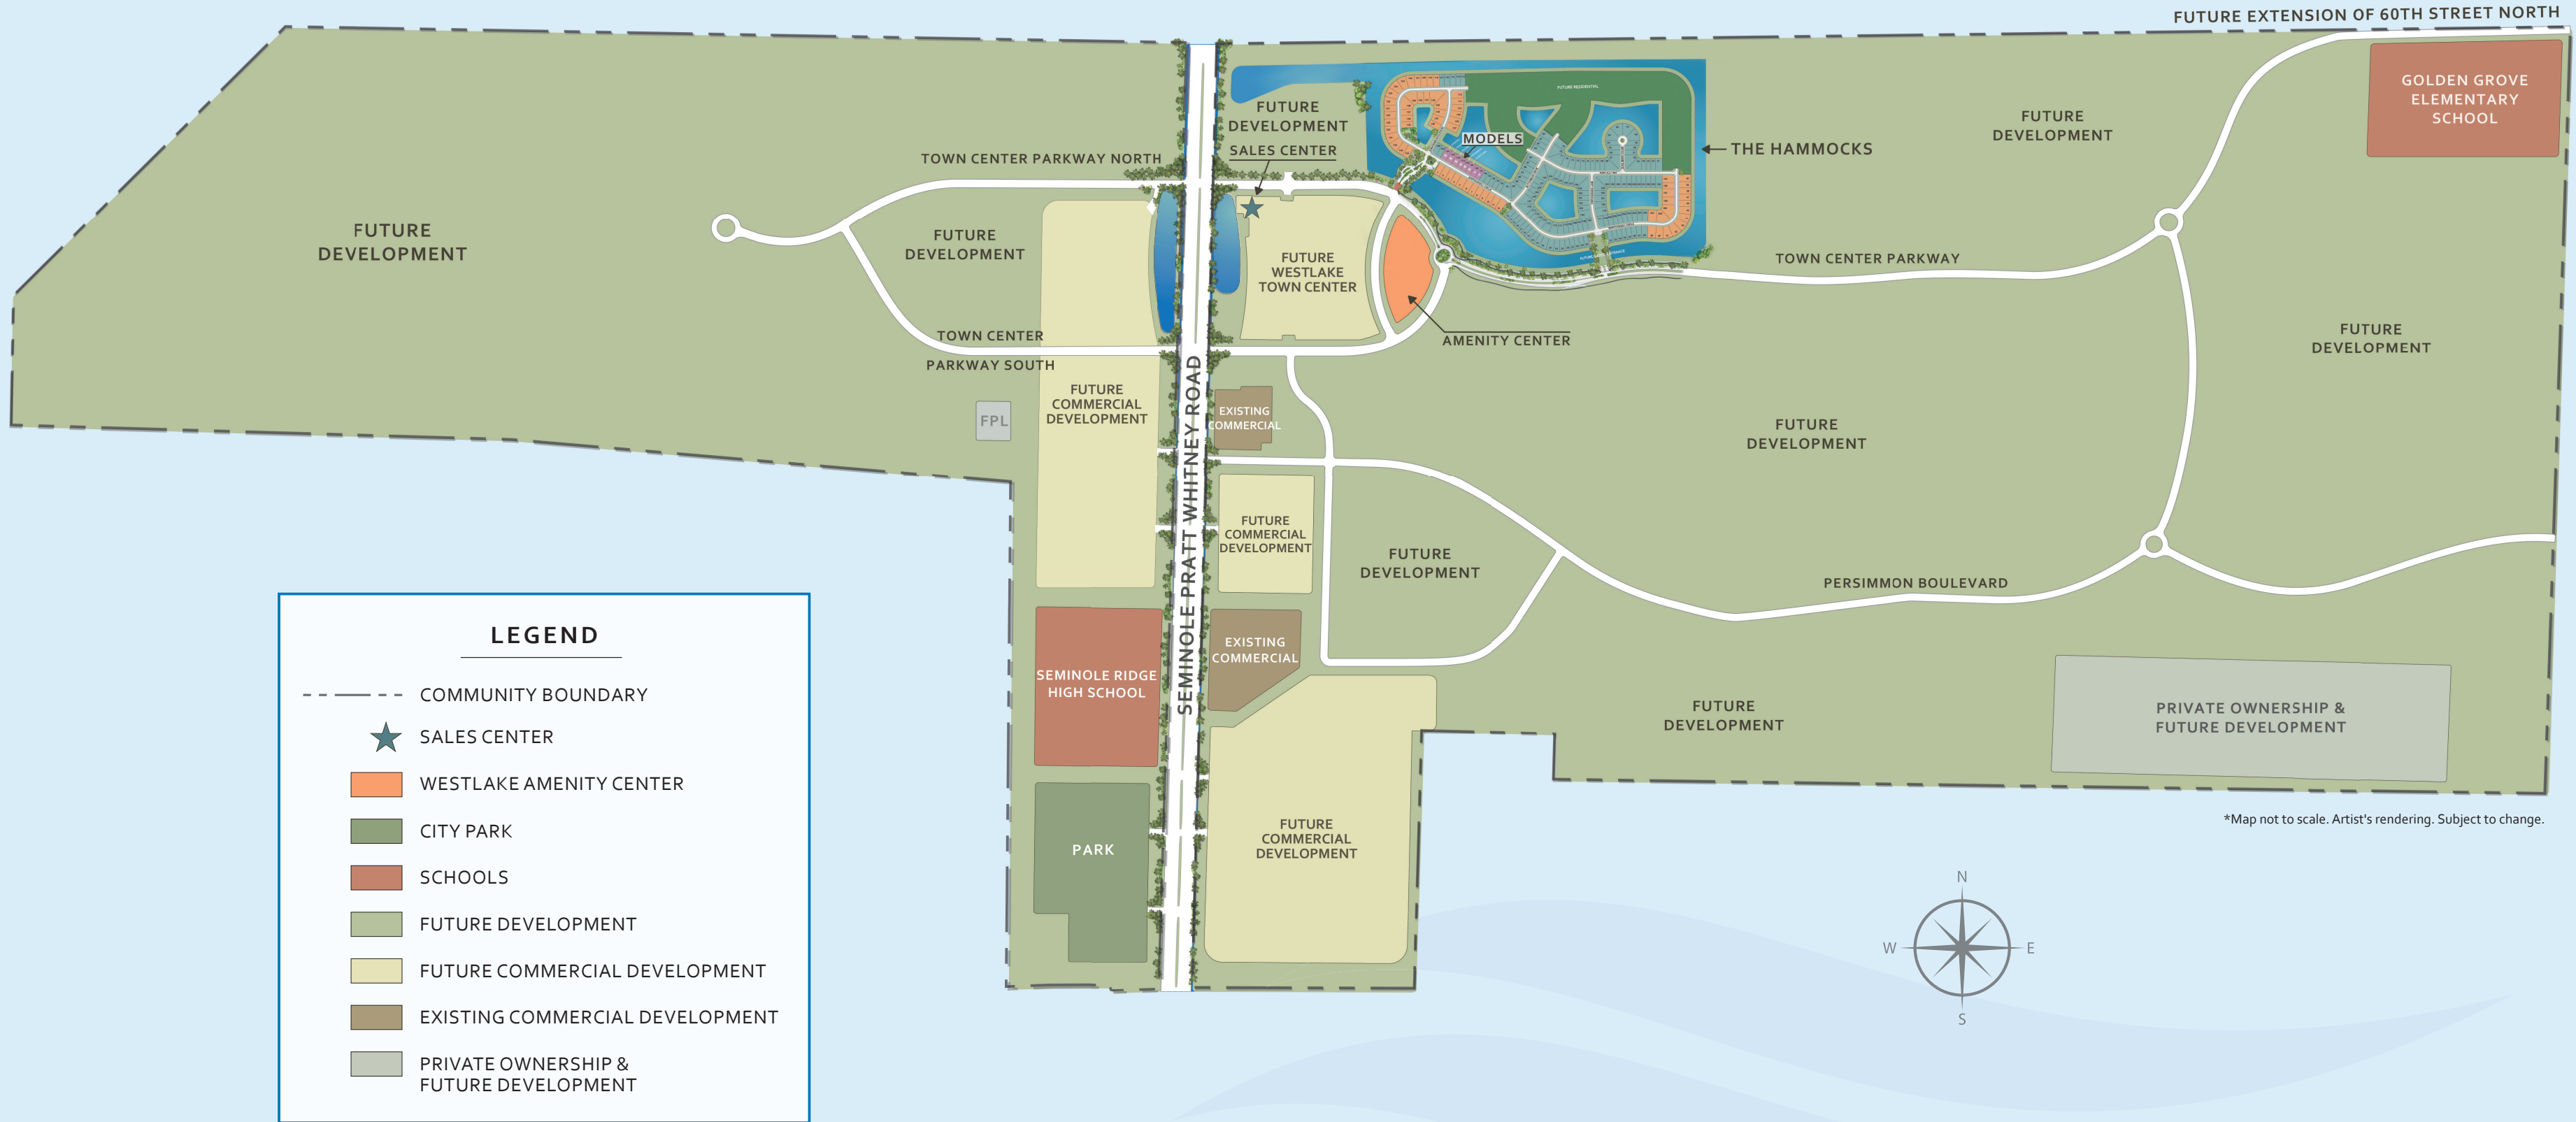 FUTURE EXTENSION OF 60TH STREET NORTH
GOLDEN GROVE
ELEMENTARY
SCHOOL
FUTURE RESIDENTIAL
FUTURE
DEVELOPMENT
SALES CENTER
MODELS
THE HAMMOCKS
FUTURE
DEVELOPMENT
TOWN CENTER PARKWAY NORTH
FUTURE
DEVELOPMENT
FUTURE
DEVELOPMENT
FUTURE
WESTLAKE
TOWN CENTER
TOWN CENTER PARKWAY
TOWN CENTER
PARKWAY SOUTH
AMENITY CENTER
FUTURE
DEVELOPMENT
SEMINOLE PRATT WHITNEY ROAD
FPL
FUTURE
COMMERCIAL
DEVELOPMENT
EXISTING
COMMERCIAL
FUTURE
DEVELOPMENT
FUTURE
COMMERCIAL
DEVELOPMENT
FUTURE
DEVELOPMENT
PERSIMMON BOULEVARD
SEMINOLE RIDGE
HIGH SCHOOL
EXISTING
COMMERCIAL
FUTURE
DEVELOPMENT
PRIVATE OWNERSHIP &
FUTURE DEVELOPMENT
PARK
FUTURE
COMMERCIAL
DEVELOPMENT
*Map not to scale. Artist's rendering. Subject to change.
N
W
E
S
LEGEND
COMMUNITY BOUNDARY
SALES CENTER
WESTLAKE AMENITY CENTER
CITY PARK
SCHOOLS
FUTURE DEVELOPMENT
FUTURE COMMERCIAL DEVELOPMENT
EXISTING COMMERCIAL DEVELOPMENT
PRIVATE OWNERSHIP &
FUTURE DEVELOPMENT